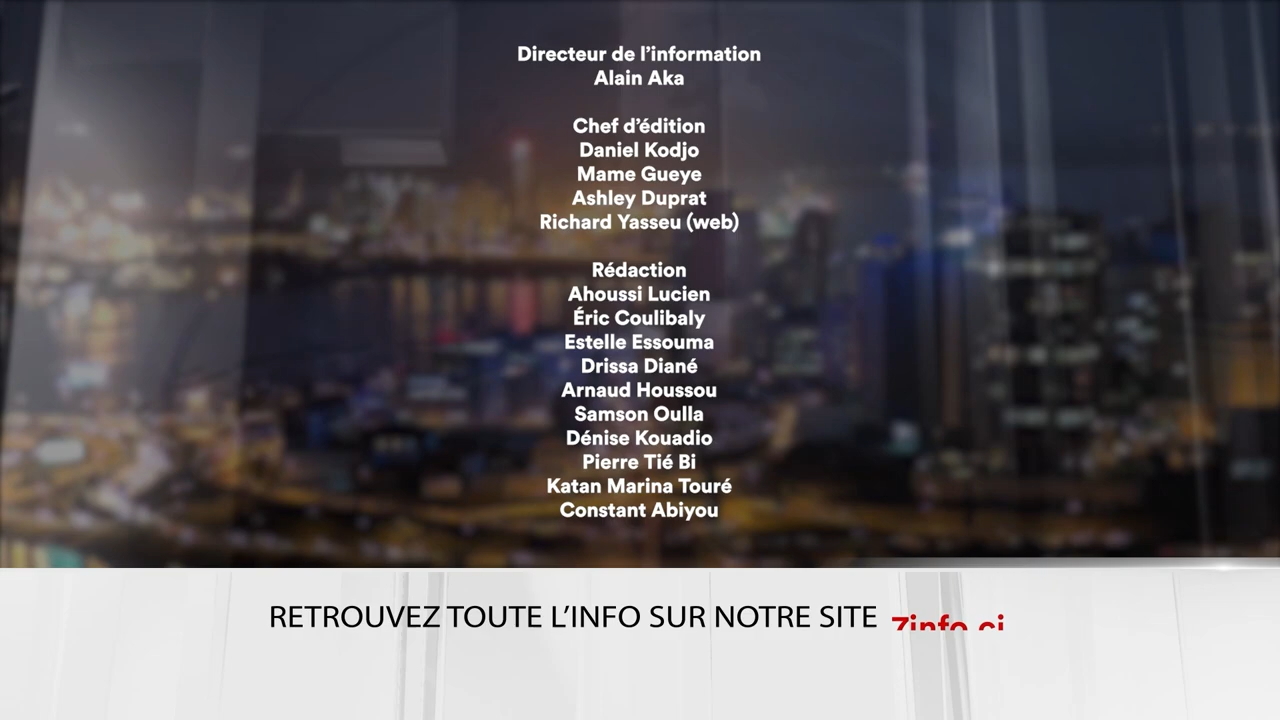 Directeur de l’information
Alain Aka
Chef d’édition
Daniel Kodjo
Mame Gueye
Ashley Duprat
Richard Yasseu (web)
Rédaction
Ahoussi Lucien
Éric Coulibaly
Estelle Essouma
Drissa Diané
Arnaud Houssou
Samson Oulla
Dénise Kouadio
Pierre Tié Bi
Katan Marina Touré
Constant Abiyou
RETROUVEZ TOUTE L’INFO SUR NOTRE SITE